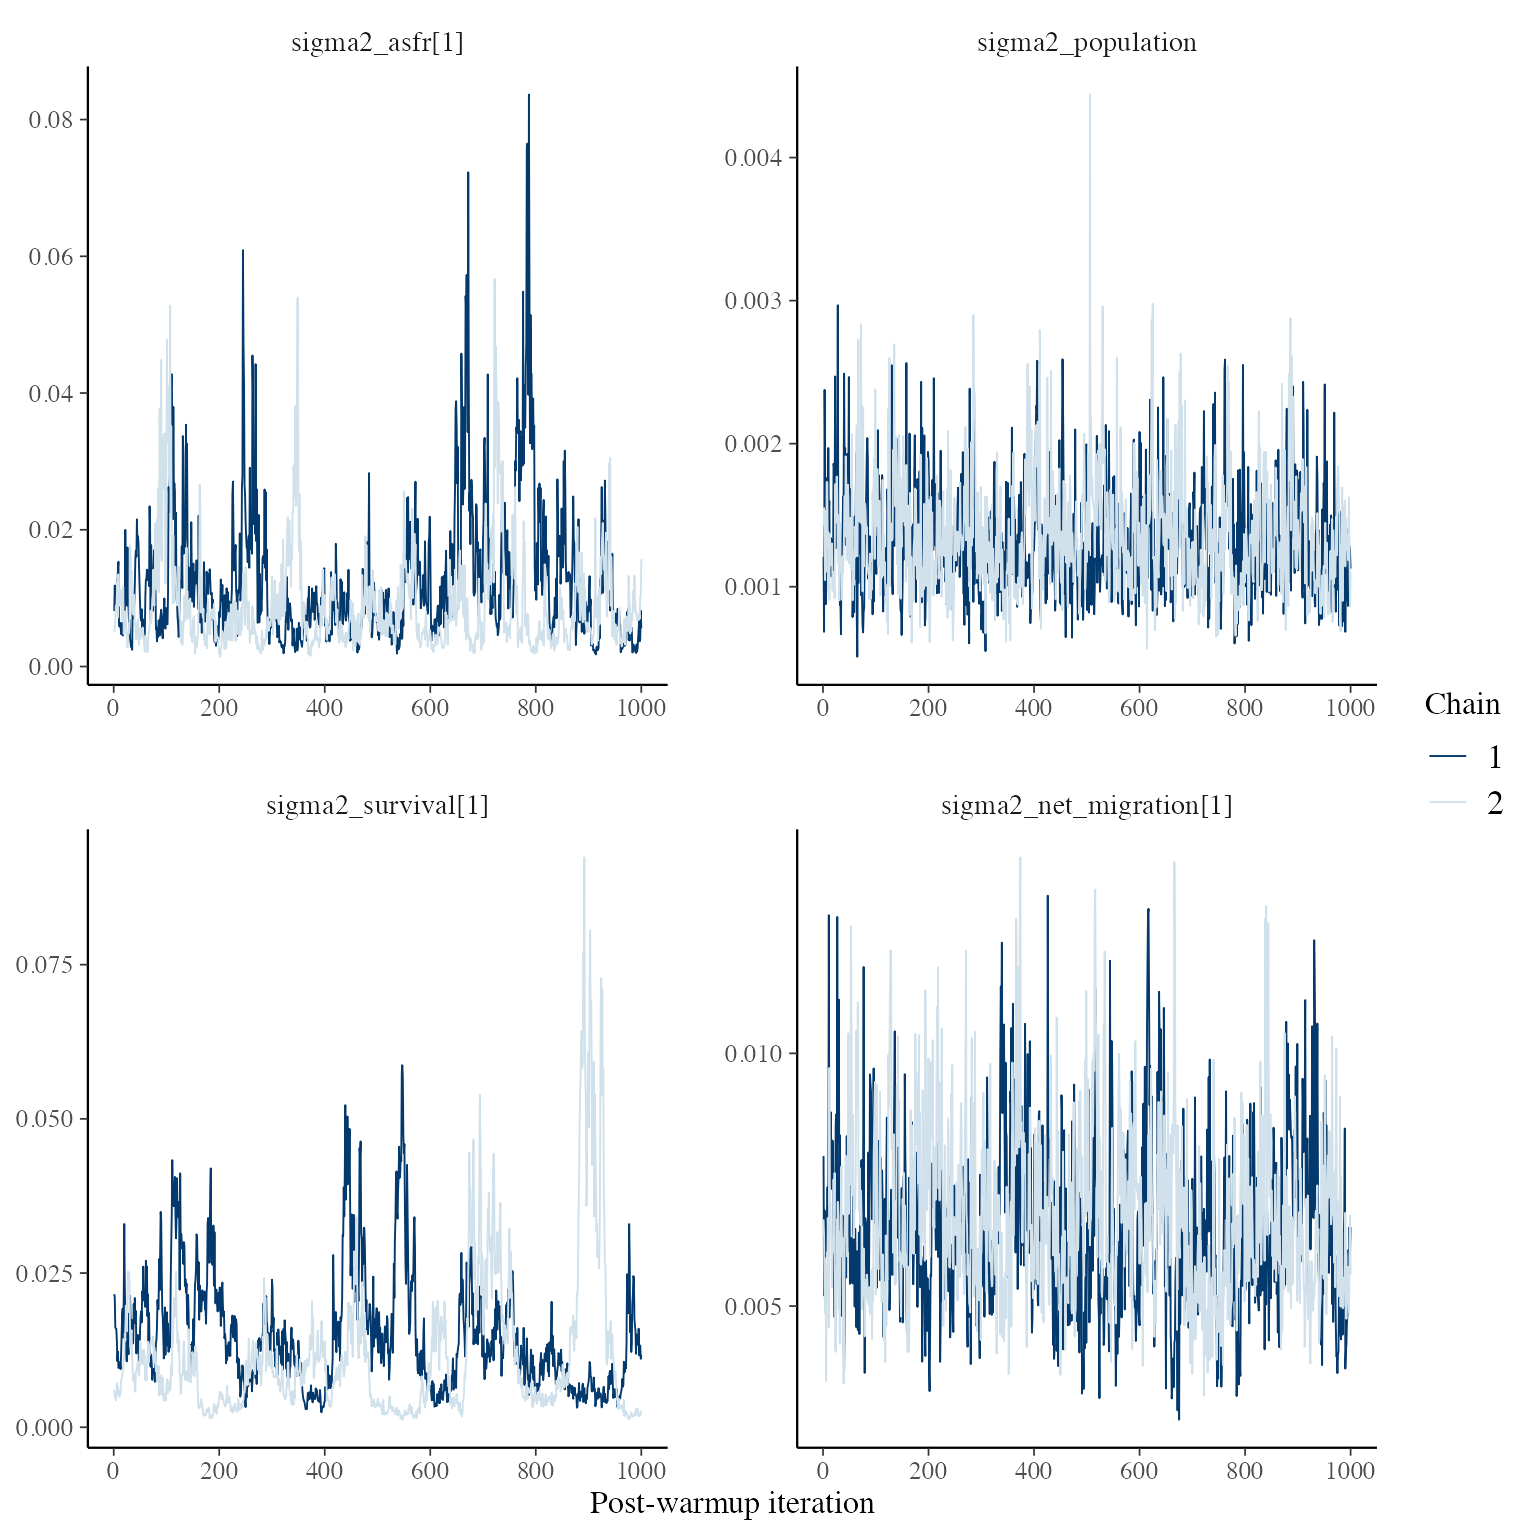 sigma2_asfr[1]
0.08
0.06
0.04
0.02
0.00
0 200 400 600 800 1000
sigma2_population
0.004
0.003
0.002
0.001
0 200 400 600 800 1000
sigma2_survival[1]
0.075
0.050
0.025
0.000
0 200 400 600 800 1000
sigma2_net_migration[1]
0.010
0.005
0 200 400 600 800 1000
Post-warmup iteration
Chain
1
2